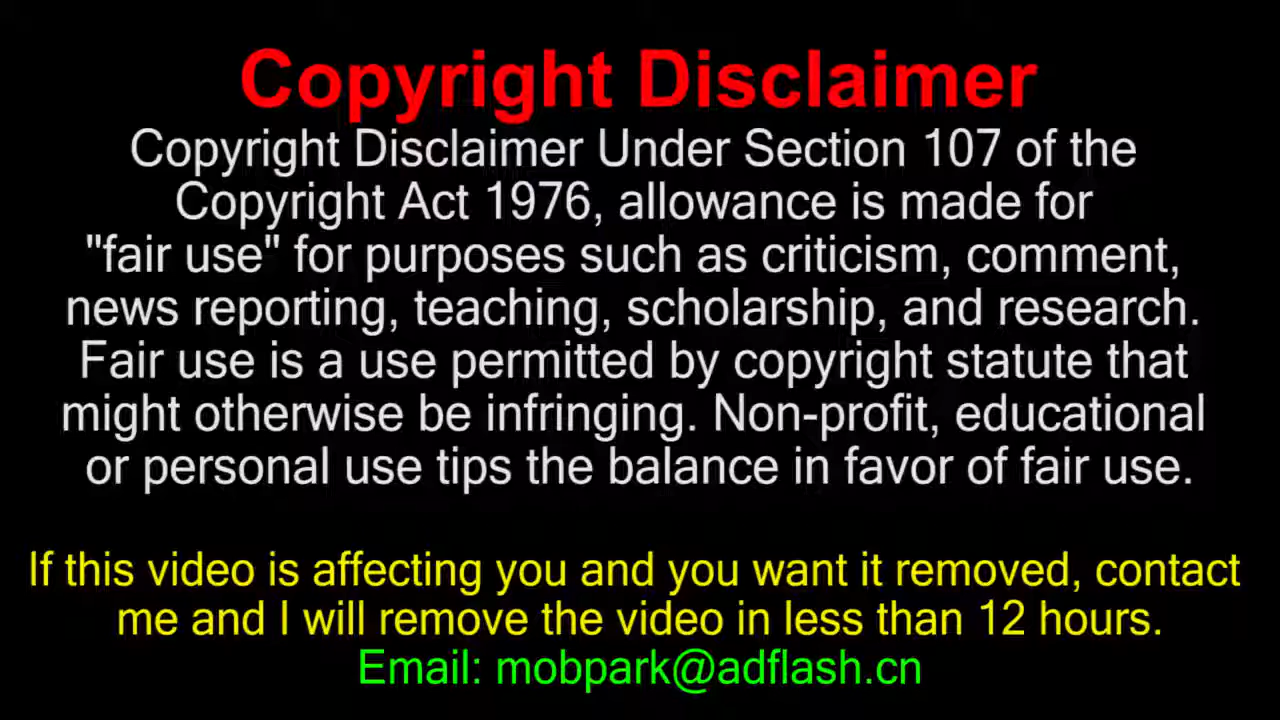 Copyright Disclaimer
Copyright Disclaimer Under Section 107 of the
Copyright Act 1976, allowance is made for
"fair use" for purposes such as criticism, comment,
news reporting, teaching, scholarship, and research.
Fair use is a use permitted by copyright statute that
might otherwise be infringing. Non-profit, educational
or personal use tips the balance in favor of fair use.
If this video is affecting you and you want it removed, contact
me and I will remove the video in less than 12 hours.
Email: mobpark@adflash.cn